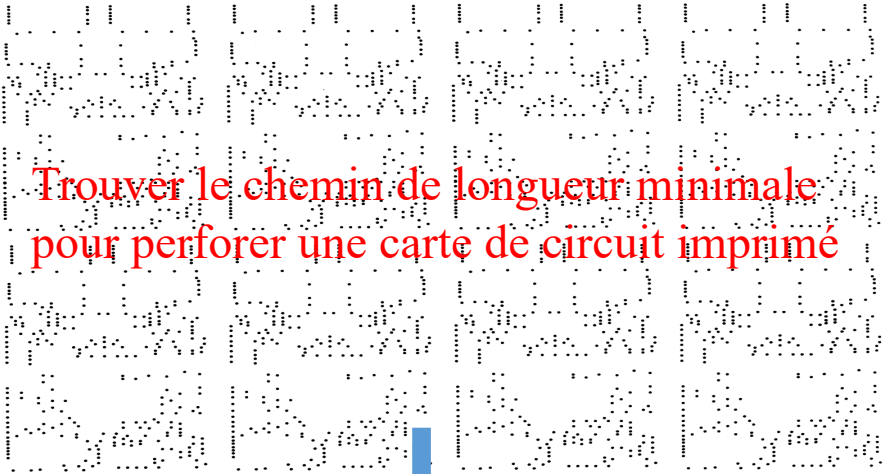 Trouver le chemin de longueur minimale
pour perforer une carte de circuit imprimé